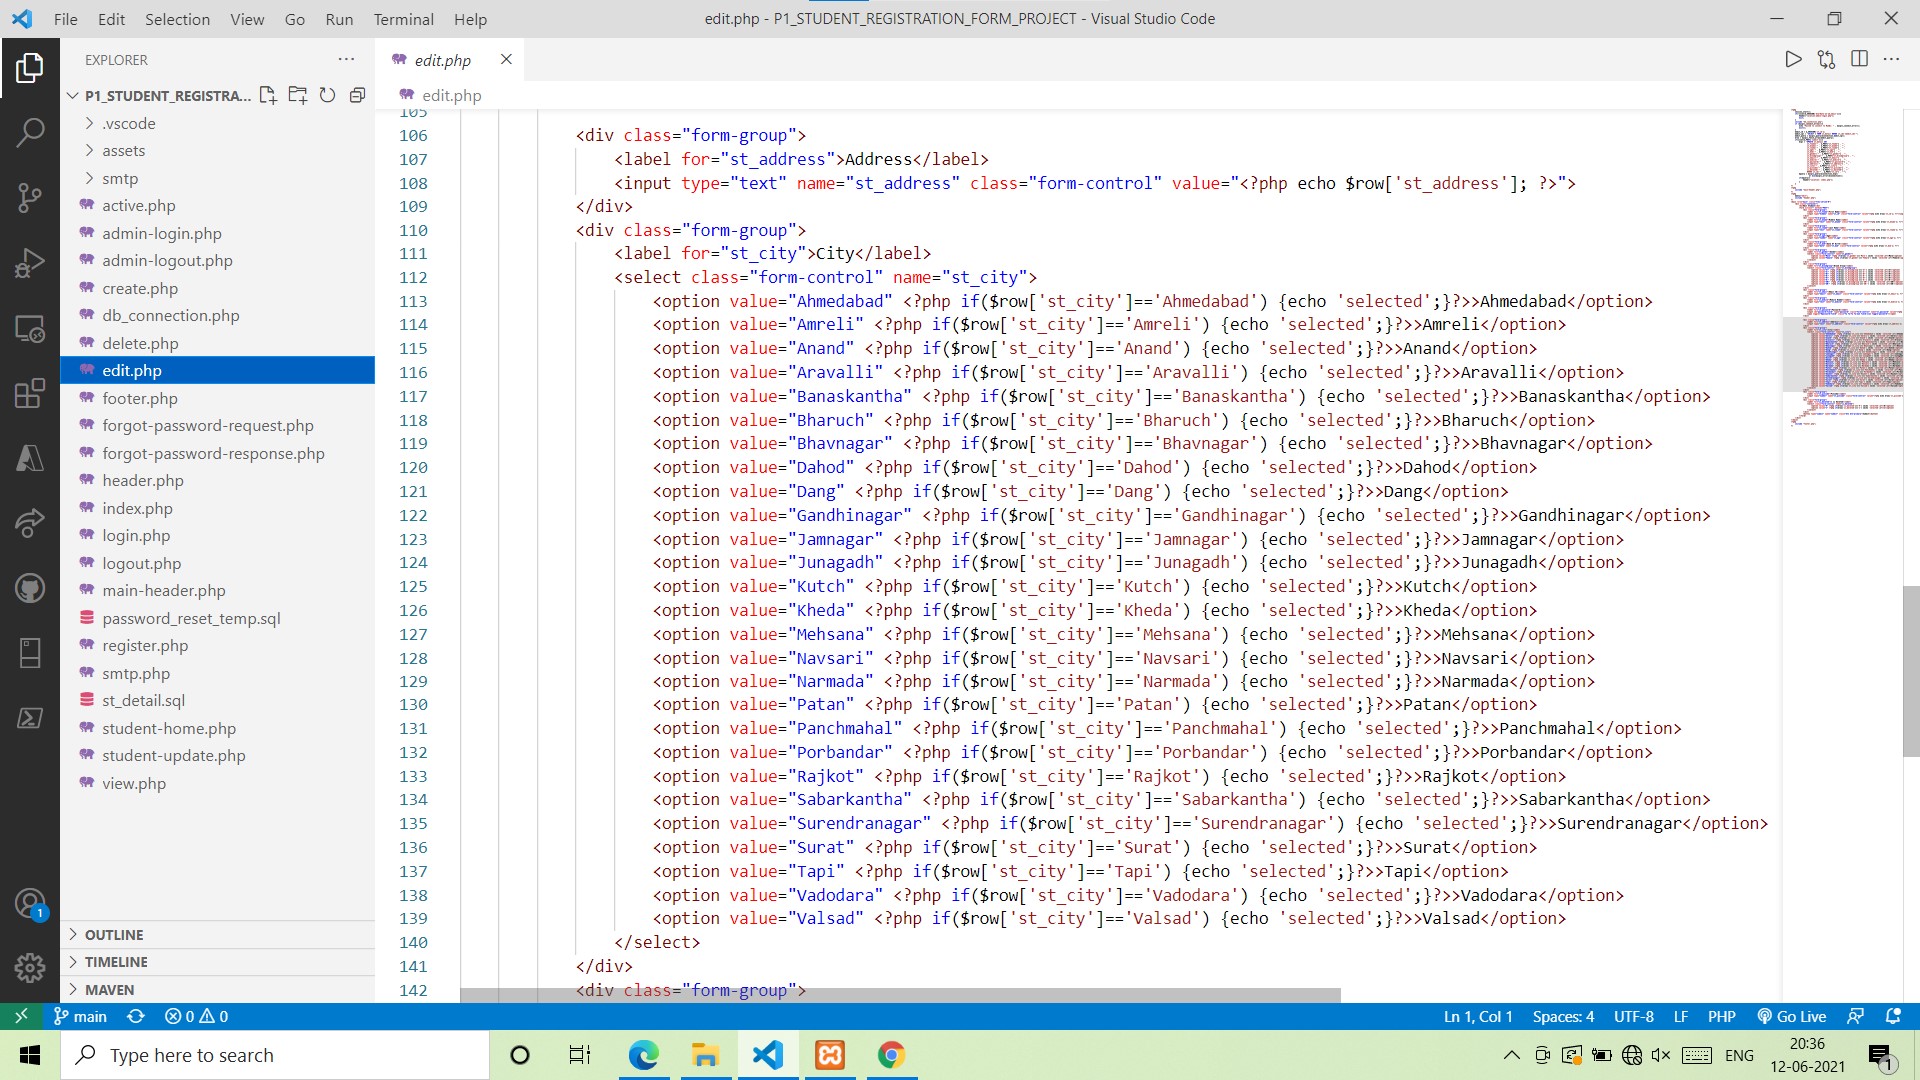 File Edit Selection View Go Run Terminal Help
edit.php - P1_STUDENT_REGISTRATION_FORM_PROJECT - Visual Studio Code
EXPLORER
P1_STUDENT_REGISTRA...
.vscode
assets
smtp
active.php
admin-login.php
admin-logout.php
create.php
db_connection.php
delete.php
edit.php
footer.php
forgot-password-request.php
forgot-password-response.php
header.php
index.php
login.php
logout.php
main-header.php
password_reset_temp.sql
register.php
smtp.php
st_detail.sql
student-home.php
student-update.php
view.php
OUTLINE
TIMELINE
MAVEN
edit.php
edit.php
105
106 <div class="form-group">
107 <label for="st_address">Address</label>
108 <input type="text" name="st_address" class="form-control" value="<?php echo $row['st_address']; ?>">
109 </div>
110 <div class="form-group">
111 <label for="st_city">City</label>
112 <select class="form-control" name="st_city">
113 <option value="Ahmedabad" <?php if($row['st_city']=='Ahmedabad') {echo 'selected';}?>>Ahmedabad</option>
114 <option value="Amreli" <?php if($row['st_city']=='Amreli') {echo 'selected';}?>>Amreli</option>
115 <option value="Anand" <?php if($row['st_city']=='Anand') {echo 'selected';}?>>Anand</option>
116 <option value="Aravalli" <?php if($row['st_city']=='Aravalli') {echo 'selected';}?>>Aravalli</option>
117 <option value="Banaskantha" <?php if($row['st_city']=='Banaskantha') {echo 'selected';}?>>Banaskantha</option>
118 <option value="Bharuch" <?php if($row['st_city']=='Bharuch') {echo 'selected';}?>>Bharuch</option>
119 <option value="Bhavnagar" <?php if($row['st_city']=='Bhavnagar') {echo 'selected';}?>>Bhavnagar</option>
120 <option value="Dahod" <?php if($row['st_city']=='Dahod') {echo 'selected';}?>>Dahod</option>
121 <option value="Dang" <?php if($row['st_city']=='Dang') {echo 'selected';}?>>Dang</option>
122 <option value="Gandhinagar" <?php if($row['st_city']=='Gandhinagar') {echo 'selected';}?>>Gandhinagar</option>
123 <option value="Jamnagar" <?php if($row['st_city']=='Jamnagar') {echo 'selected';}?>>Jamnagar</option>
124 <option value="Junagadh" <?php if($row['st_city']=='Junagadh') {echo 'selected';}?>>Junagadh</option>
125 <option value="Kutch" <?php if($row['st_city']=='Kutch') {echo 'selected';}?>>Kutch</option>
126 <option value="Kheda" <?php if($row['st_city']=='Kheda') {echo 'selected';}?>>Kheda</option>
127 <option value="Mehsana" <?php if($row['st_city']=='Mehsana') {echo 'selected';}?>>Mehsana</option>
128 <option value="Navsari" <?php if($row['st_city']=='Navsari') {echo 'selected';}?>>Navsari</option>
129 <option value="Narmada" <?php if($row['st_city']=='Narmada') {echo 'selected';}?>>Narmada</option>
130 <option value="Patan" <?php if($row['st_city']=='Patan') {echo 'selected';}?>>Patan</option>
131 <option value="Panchmahal" <?php if($row['st_city']=='Panchmahal') {echo 'selected';}?>>Panchmahal</option>
132 <option value="Porbandar" <?php if($row['st_city']=='Porbandar') {echo 'selected';}?>>Porbandar</option>
133 <option value="Rajkot" <?php if($row['st_city']=='Rajkot') {echo 'selected';}?>>Rajkot</option>
134 <option value="Sabarkantha" <?php if($row['st_city']=='Sabarkantha') {echo 'selected';}?>>Sabarkantha</option>
135 <option value="Surendranagar" <?php if($row['st_city']=='Surendranagar') {echo 'selected';}?>>Surendranagar</option>
136 <option value="Surat" <?php if($row['st_city']=='Surat') {echo 'selected';}?>>Surat</option>
137 <option value="Tapi" <?php if($row['st_city']=='Tapi') {echo 'selected';}?>>Tapi</option>
138 <option value="Vadodara" <?php if($row['st_city']=='Vadodara') {echo 'selected';}?>>Vadodara</option>
139 <option value="Valsad" <?php if($row['st_city']=='Valsad') {echo 'selected';}?>>Valsad</option>
140 </select>
141 </div>
142 <div class="form-group">
1
main 0 0 Ln 1, Col 1 Spaces: 4 UTF-8 LF PHP Go Live
Type here to search
ENG
20:36
12-06-2021
1